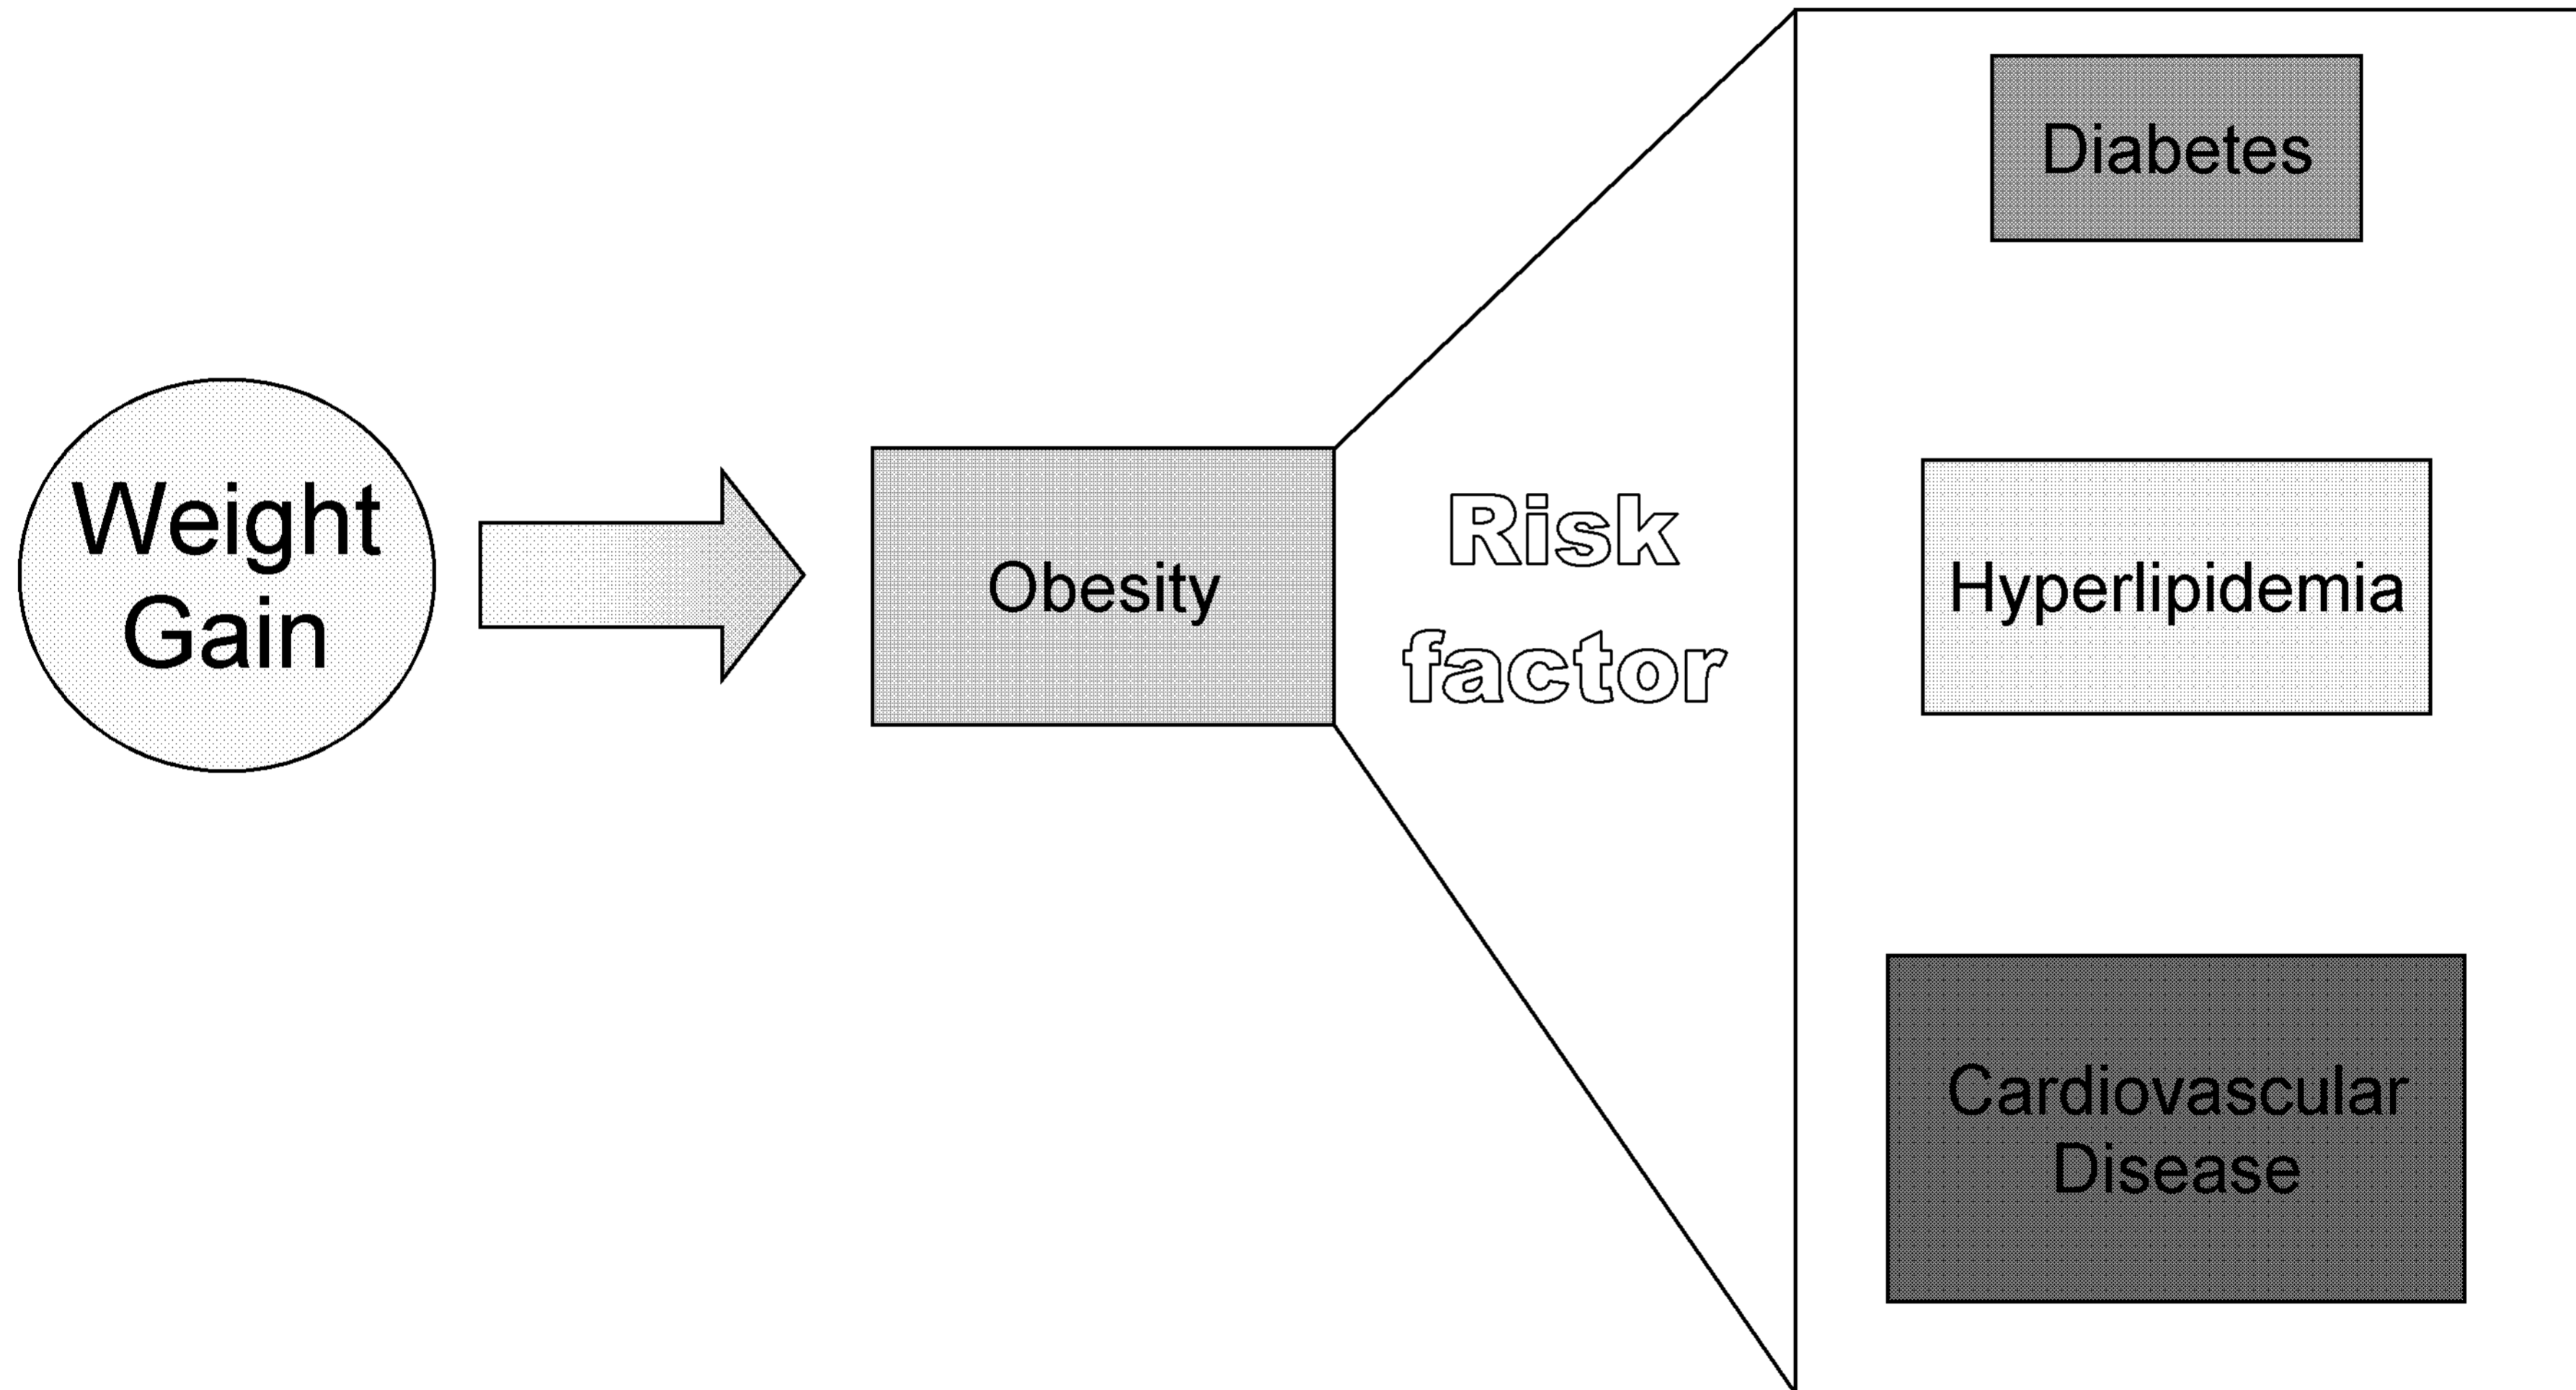 Weight
Gain
Obesity
Risk
factor
Diabetes
Hyperlipidemia
Cardiovascular
Disease